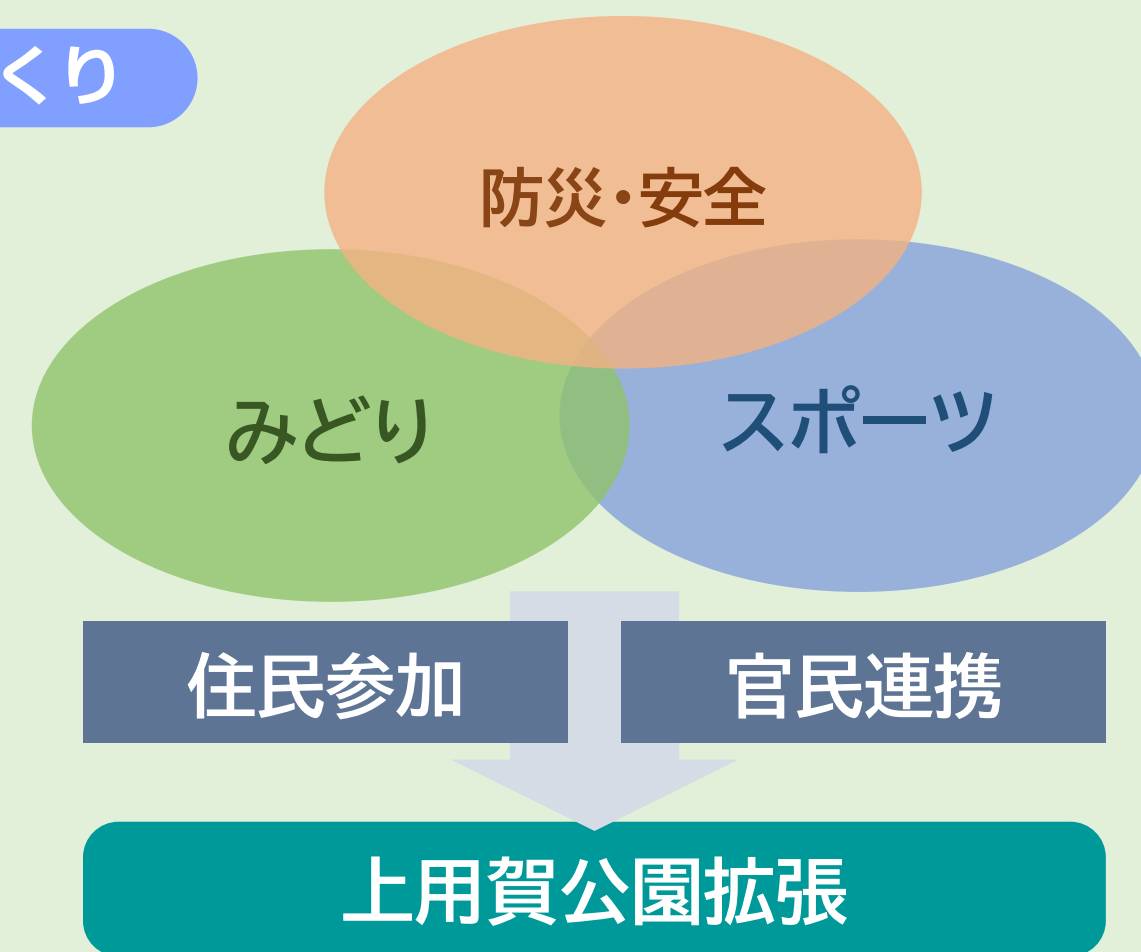 くり
防災・安全
みどり
スポーツ
住民参加
官民連携
上用賀公園拡張